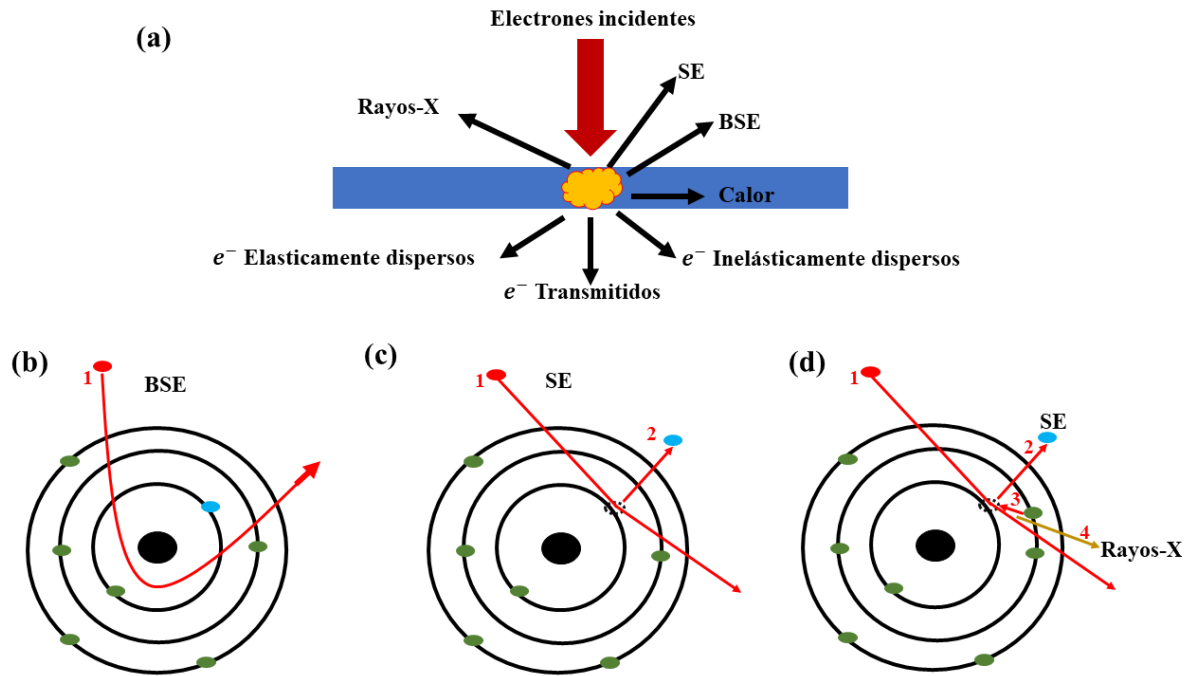 (a)
Electrones incidentes
SE
Rayos-X
BSE
Calor
e⁻ Elasticamente dispersos
e⁻ Inelásticamente dispersos
e⁻ Transmitidos
(b)
1
BSE
(c)
1
SE
2
(d)
1
SE
2
3
4
Rayos-X